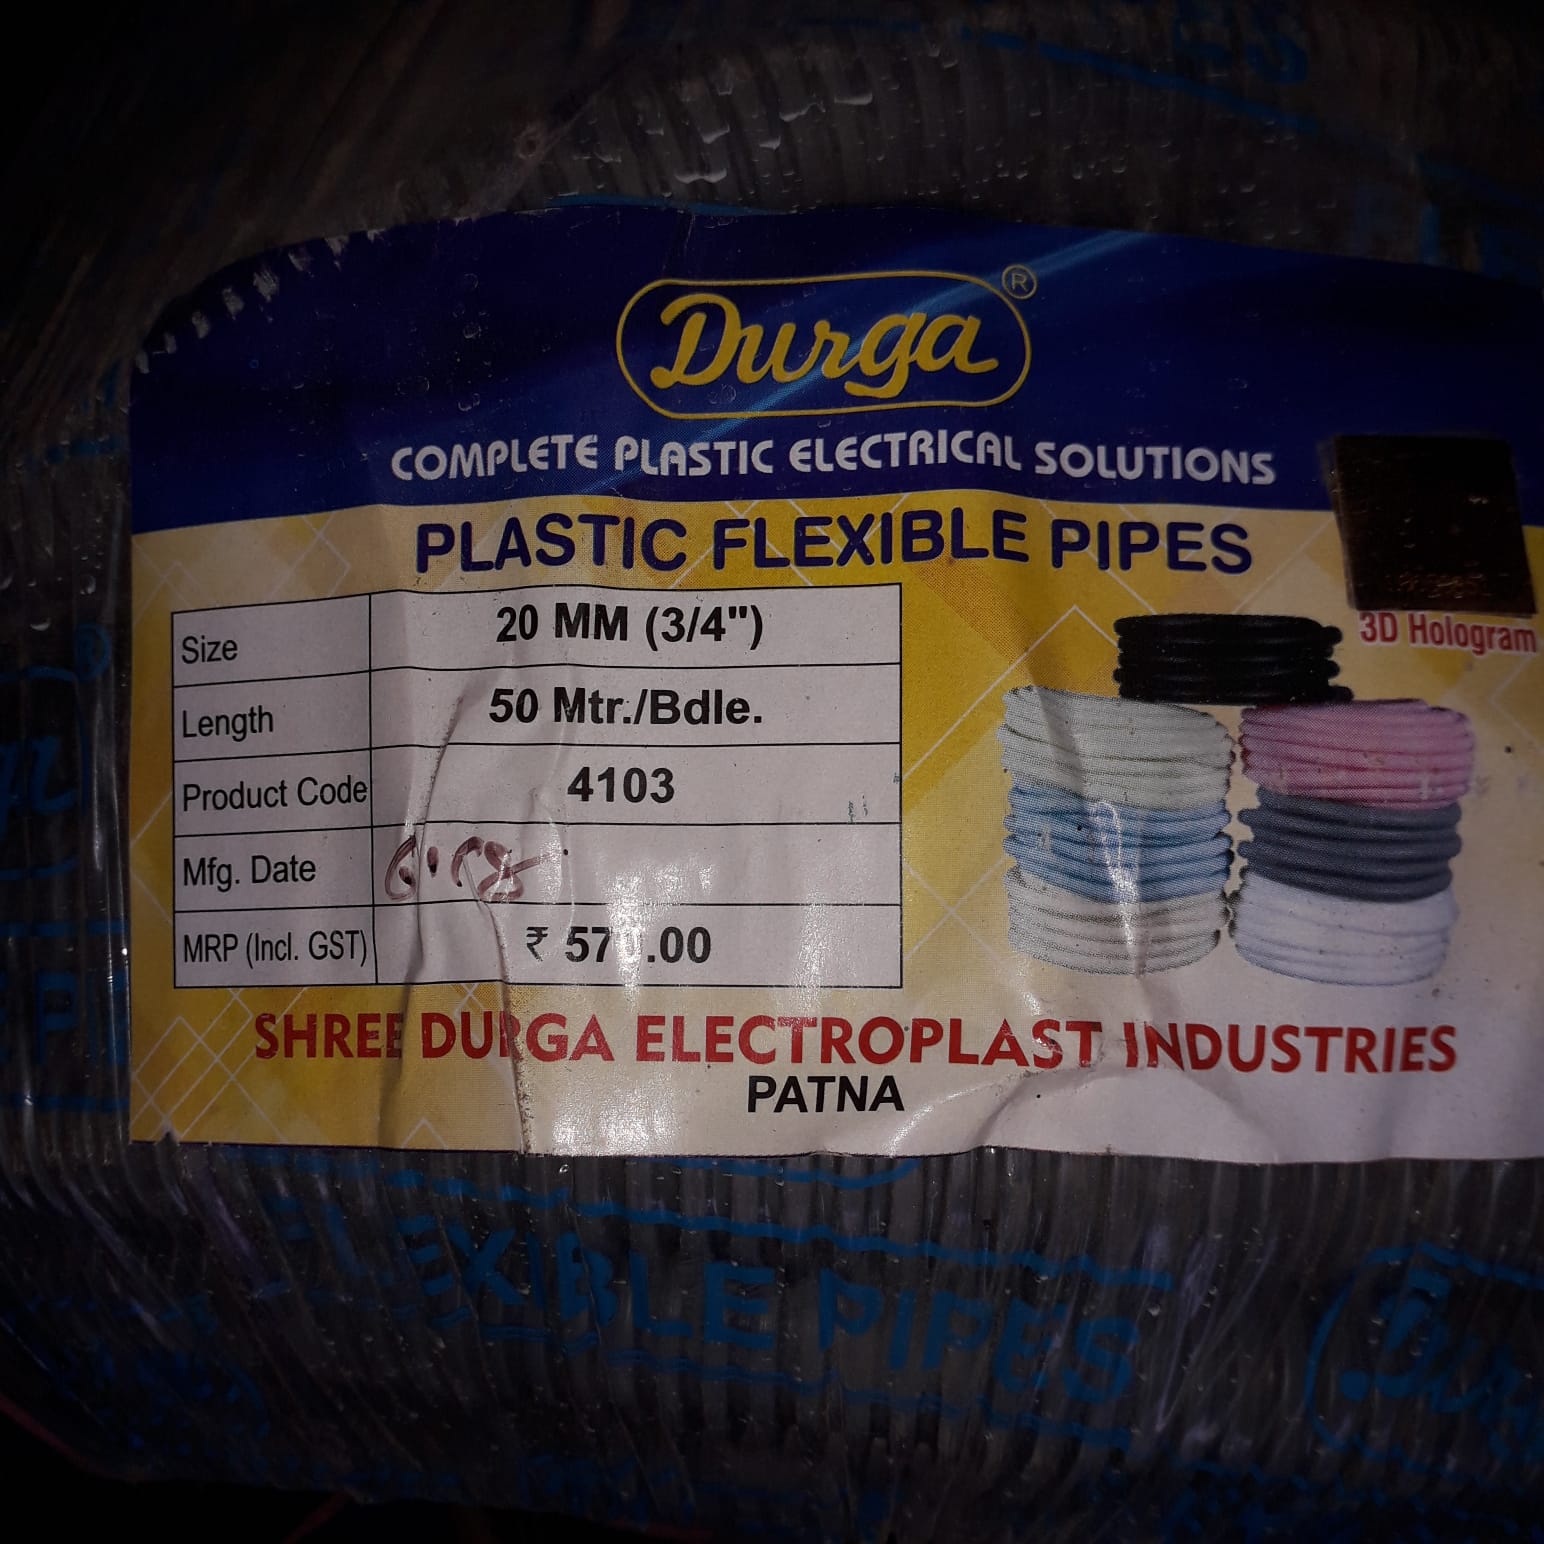 Durga ®
COMPLETE PLASTIC ELECTRICAL SOLUTIONS
PLASTIC FLEXIBLE PIPES
Size 20 MM (3/4")
Length 50 Mtr./Bdle.
Product Code 4103
Mfg. Date
MRP (Incl. GST) ₹
3D Hologram
SHREE DURGA ELECTROPLAST INDUSTRIES
PATNA
FLEXIBLE PIPES